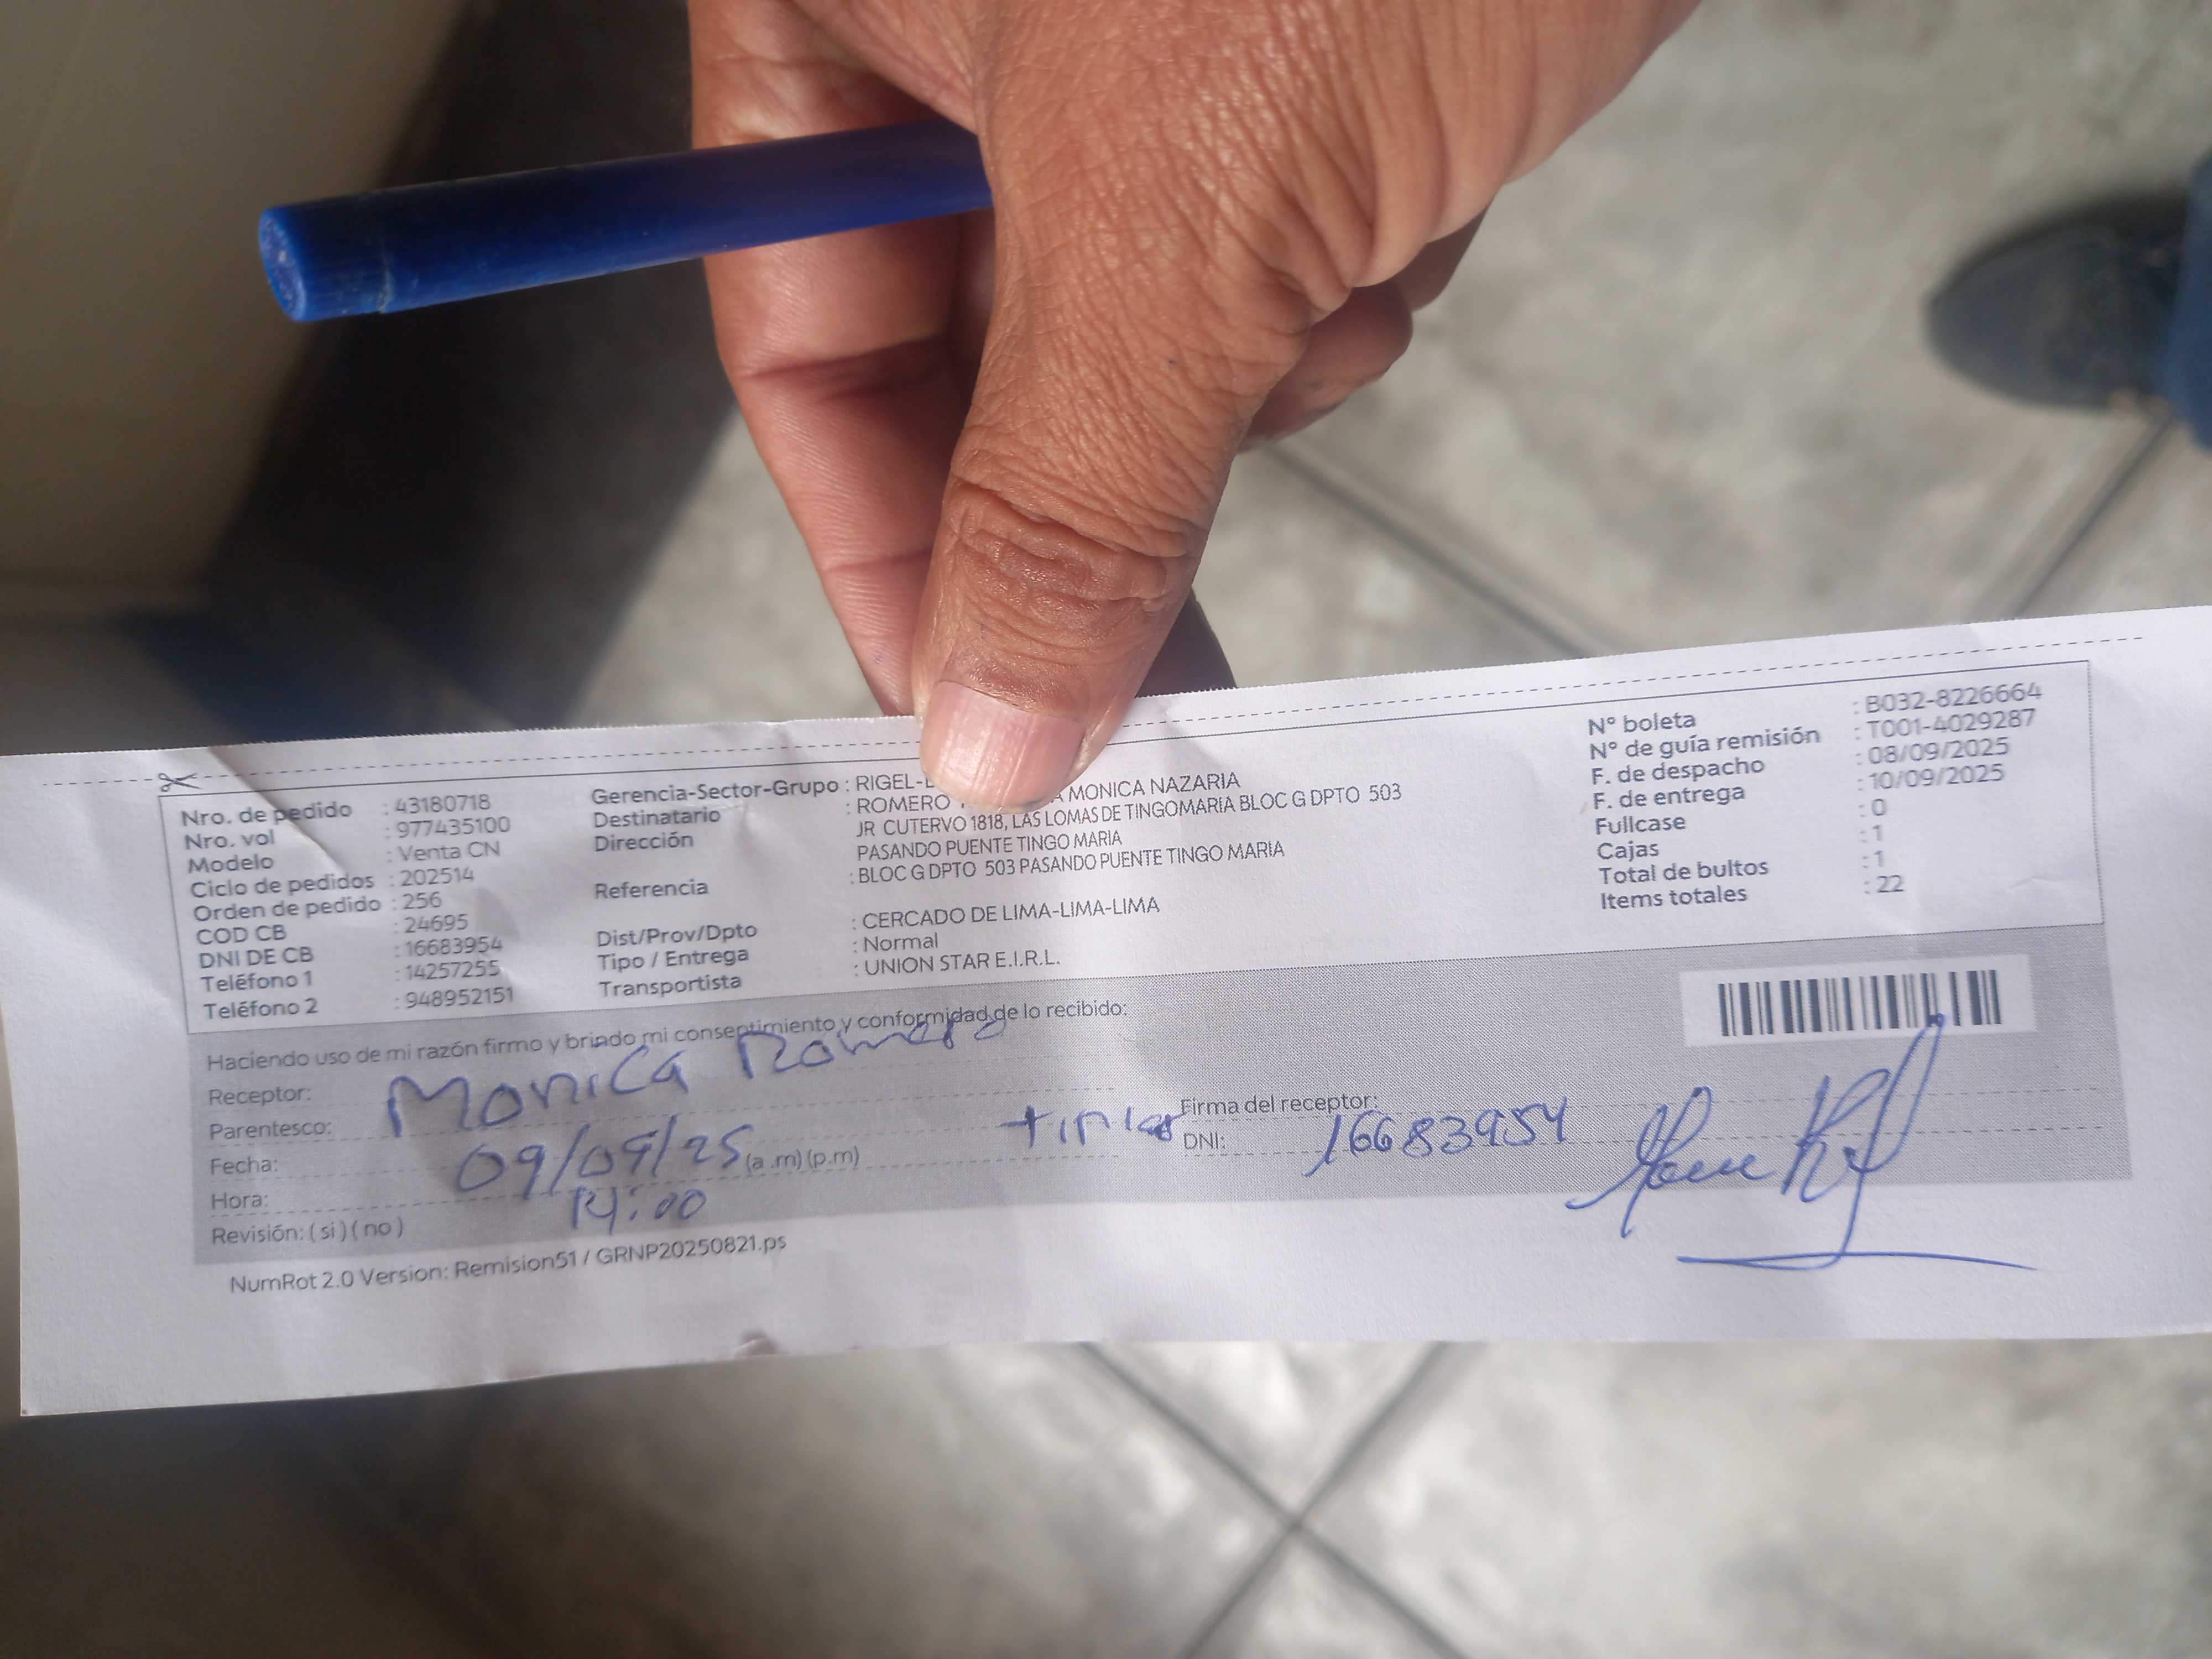 Nro. de pedido : 43180718
Nro. vol : 977435100
Modelo : Venta CN
Ciclo de pedidos : 202514
Orden de pedido : 256
COD CB : 24695
DNI DE CB : 16683954
Teléfono 1 : 14257255
Teléfono 2 : 948952151
Gerencia-Sector-Grupo : RIGEL-
Destinatario : ROMERO MONICA NAZARIA
Dirección JR CUTERVO 1818, LAS LOMAS DE TINGOMARIA BLOC G DPTO 503
PASANDO PUENTE TINGO MARIA
Referencia : BLOC G DPTO 503 PASANDO PUENTE TINGO MARIA
Dist/Prov/Dpto : CERCADO DE LIMA-LIMA-LIMA
Tipo / Entrega : Normal
Transportista : UNION STAR E.I.R.L.
N° boleta : B032-8226664
N° de guía remisión : T001-4029287
F. de despacho : 08/09/2025
F. de entrega : 10/09/2025
Fullcase : 0
Cajas : 1
Total de bultos : 1
Items totales : 22
Haciendo uso de mi razón firmo y brindo mi consentimiento y conformidad de lo recibido:
Receptor: Monica Romero
Parentesco:
Fecha: 09/09/25 (a.m) (p.m)
Hora: 14:00
Revisión: ( si ) ( no )
Firma del receptor:
DNI: 16683954
NumRot 2.0 Version: Remision51 / GRNP20250821.ps